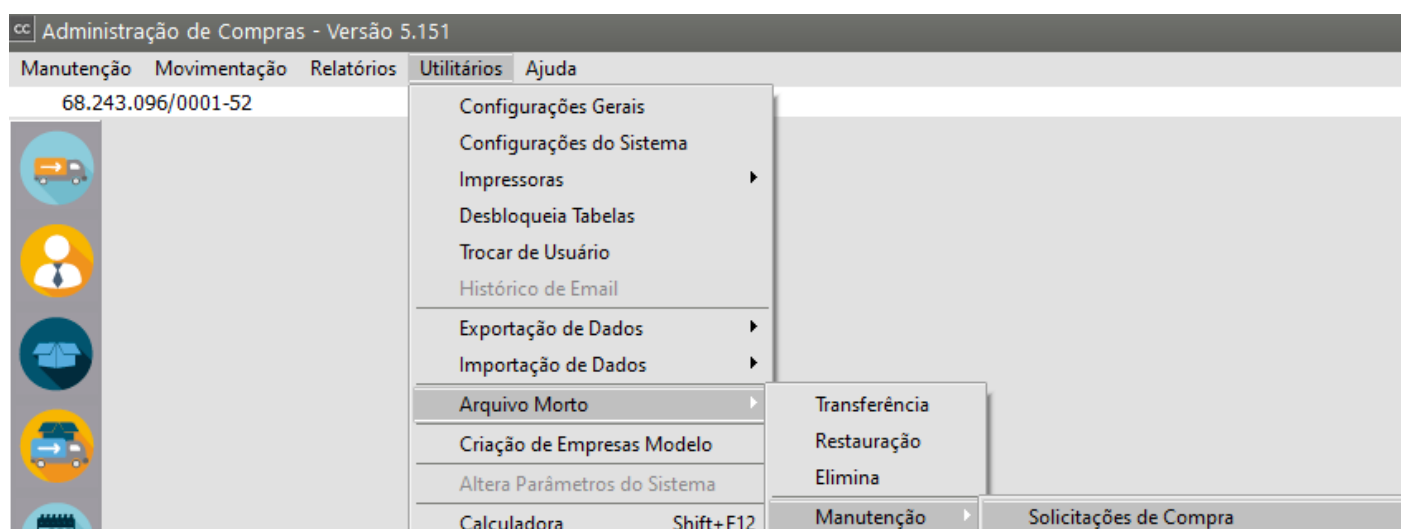 cc Administração de Compras - Versão 5.151
Manutenção Movimentação Relatórios Utilitários Ajuda
68.243.096/0001-52
Configurações Gerais
Configurações do Sistema
Impressoras
Desbloqueia Tabelas
Trocar de Usuário
Histórico de Email
Exportação de Dados
Importação de Dados
Arquivo Morto
Criação de Empresas Modelo
Altera Parâmetros do Sistema
Calculadora Shift+F12
Transferência
Restauração
Elimina
Manutenção
Solicitações de Compra